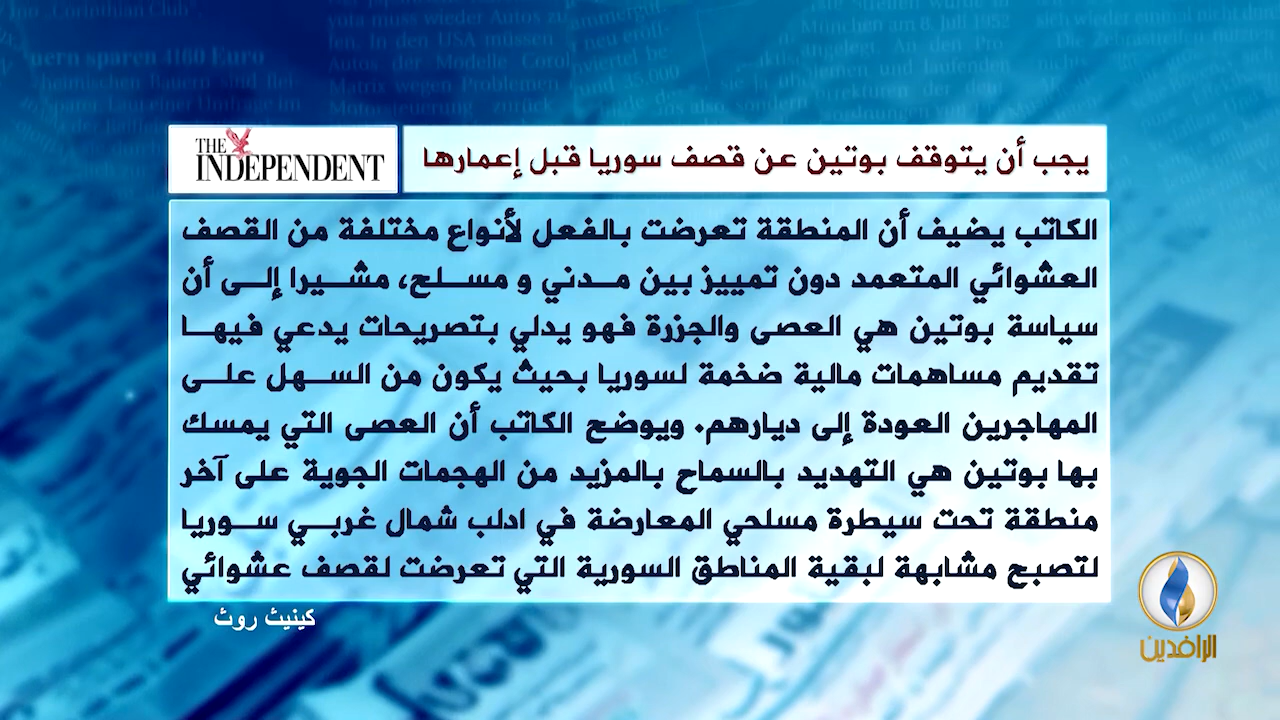 THE
INDEPENDENT
يجب أن يتوقف بوتين عن قصف سوريا قبل إعمارها
الكاتب يضيف أن المنطقة تعرضت بالفعل لأنواع مختلفة من القصف
العشوائي المتعمد دون تمييز بين مدني و مسلح، مشيرا إلى أن
سياسة بوتين هي العصى والجزرة فهو يدلي بتصريحات يدعي فيها
تقديم مساهمات مالية ضخمة لسوريا بحيث يكون من السهل على
المهاجرين العودة إلى ديارهم. ويوضح الكاتب أن العصى التي يمسك
بها بوتين هي التهديد بالسماح بالمزيد من الهجمات الجوية على آخر
منطقة تحت سيطرة مسلحي المعارضة في ادلب شمال غربي سوريا
لتصبح مشابهة لبقية المناطق السورية التي تعرضت لقصف عشوائي
كينيث روث
الرافدين